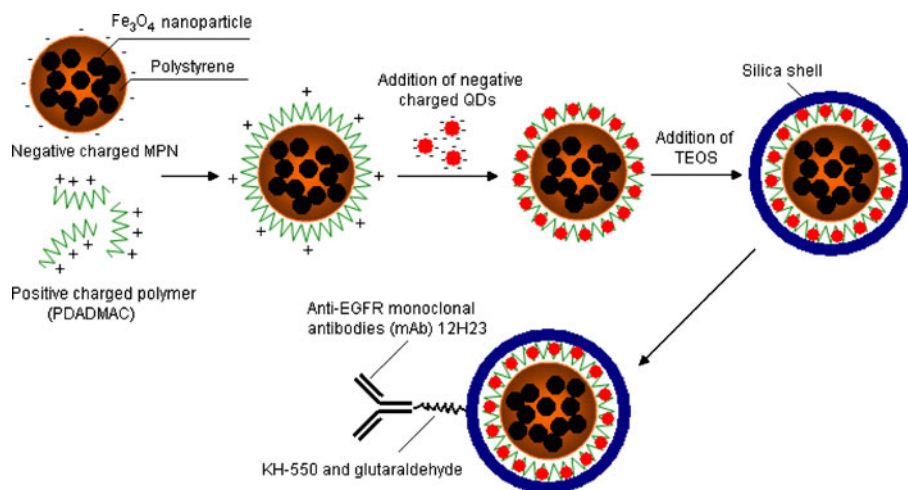 Fe3O4 nanoparticle
Polystyrene
Negative charged MPN
Positive charged polymer
(PDADMAC)
Addition of negative
charged QDs
Addition of
TEOS
Silica shell
Anti-EGFR monoclonal
antibodies (mAb) 12H23
KH-550 and glutaraldehyde